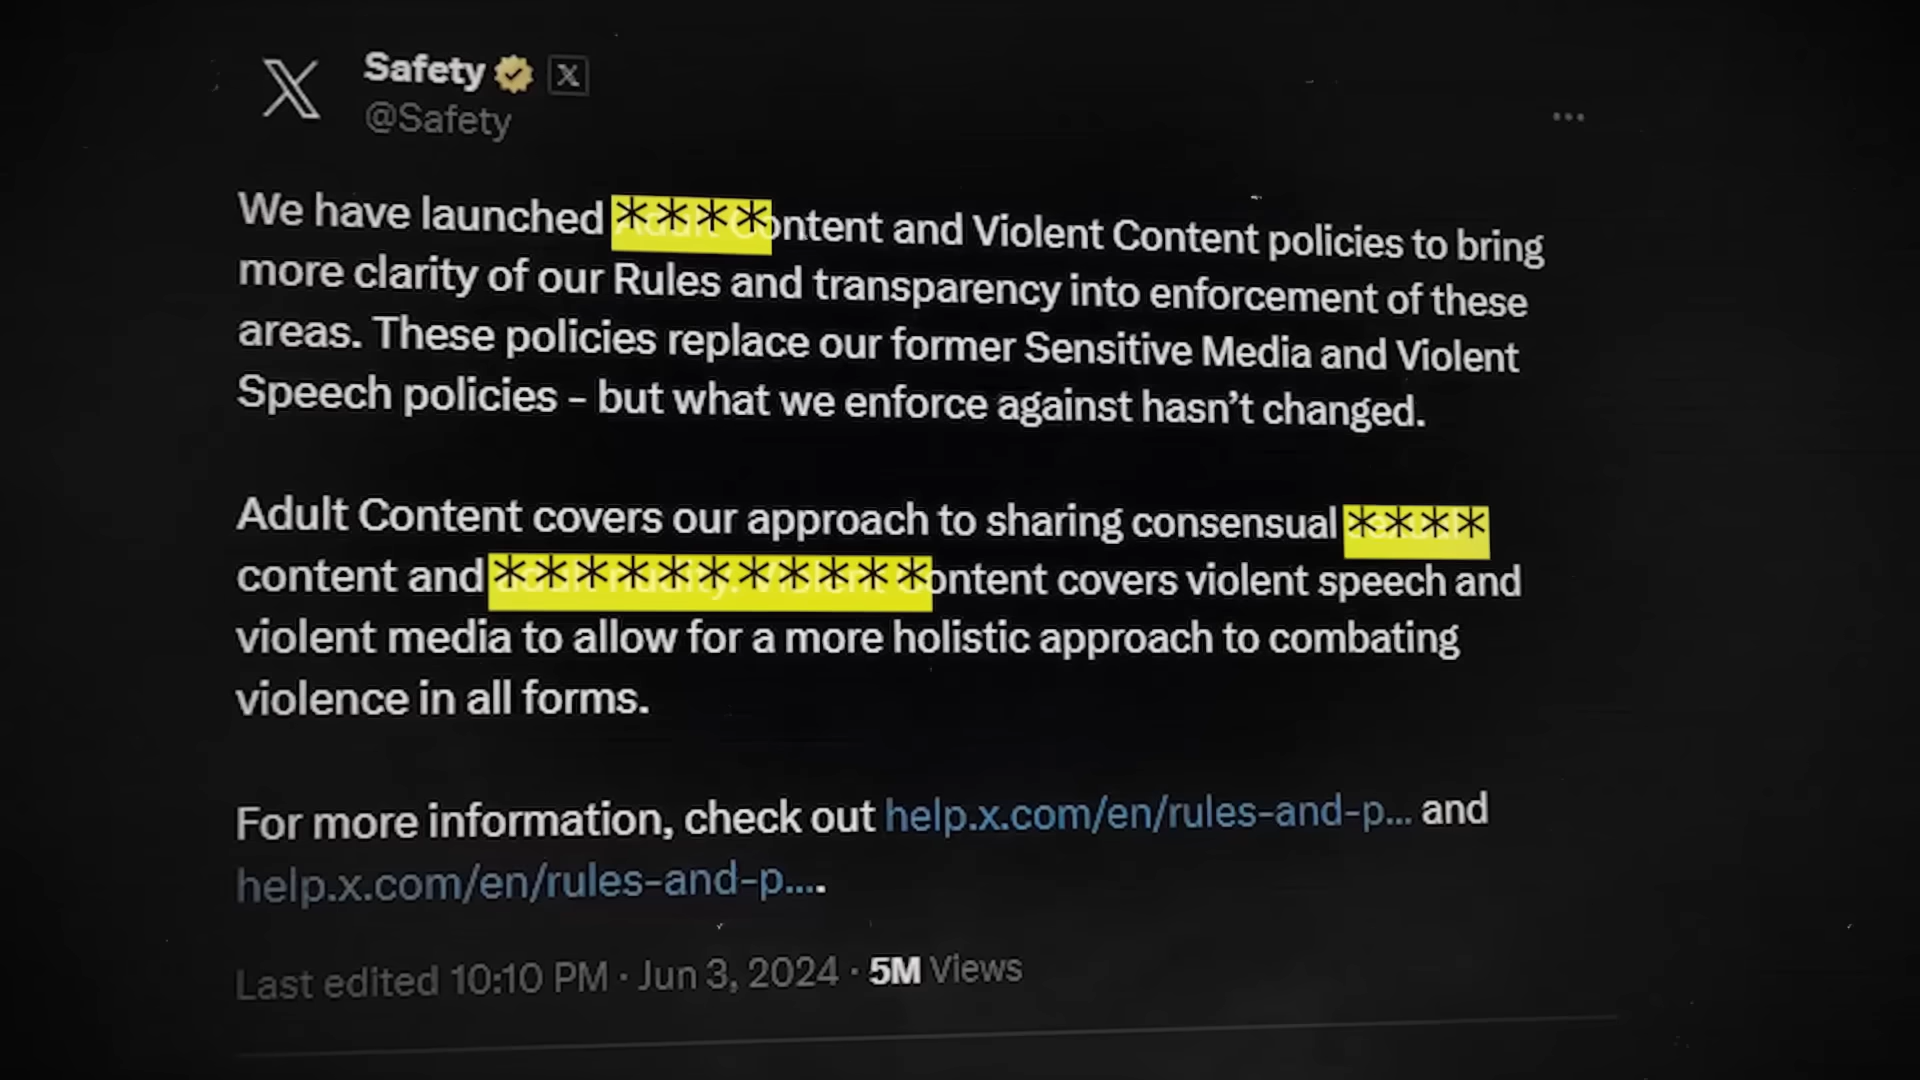 Safety
@Safety
We have launched ****ontent and Violent Content policies to bring
more clarity of our Rules and transparency into enforcement of these
areas. These policies replace our former Sensitive Media and Violent
Speech policies – but what we enforce against hasn't changed.
Adult Content covers our approach to sharing consensual ****
content and ***********ontent covers violent speech and
violent media to allow for a more holistic approach to combating
violence in all forms.
For more information, check out help.x.com/en/rules-and-p... and
help.x.com/en/rules-and-p....
Last edited 10:10 PM · Jun 3, 2024 · 5M Views